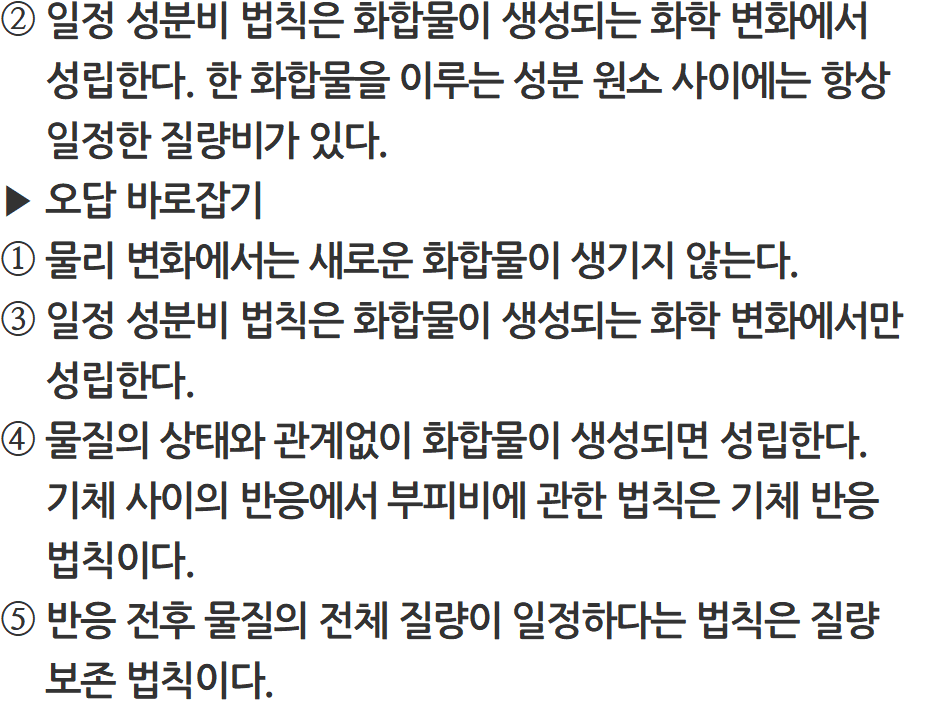 ② 일정 성분비 법칙은 화합물이 생성되는 화학 변화에서
성립한다. 한 화합물을 이루는 성분 원소 사이에는 항상
일정한 질량비가 있다.
▶ 오답 바로잡기
① 물리 변화에서는 새로운 화합물이 생기지 않는다.
③ 일정 성분비 법칙은 화합물이 생성되는 화학 변화에서만
성립한다.
④ 물질의 상태와 관계없이 화합물이 생성되면 성립한다.
기체 사이의 반응에서 부피비에 관한 법칙은 기체 반응
법칙이다.
⑤ 반응 전후 물질의 전체 질량이 일정하다는 법칙은 질량
보존 법칙이다.